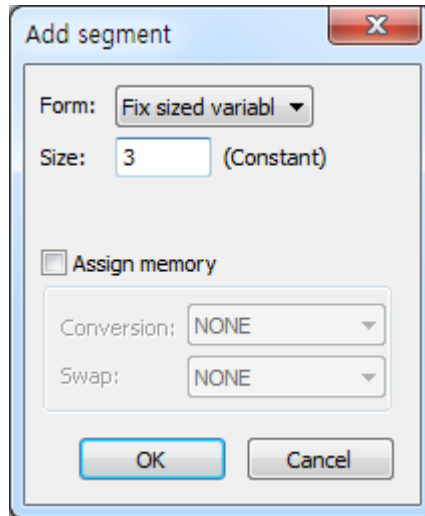 Add segment
Form: Fix sized variabl
Size: 3 (Constant)
Assign memory
Conversion: NONE
Swap: NONE
OK Cancel